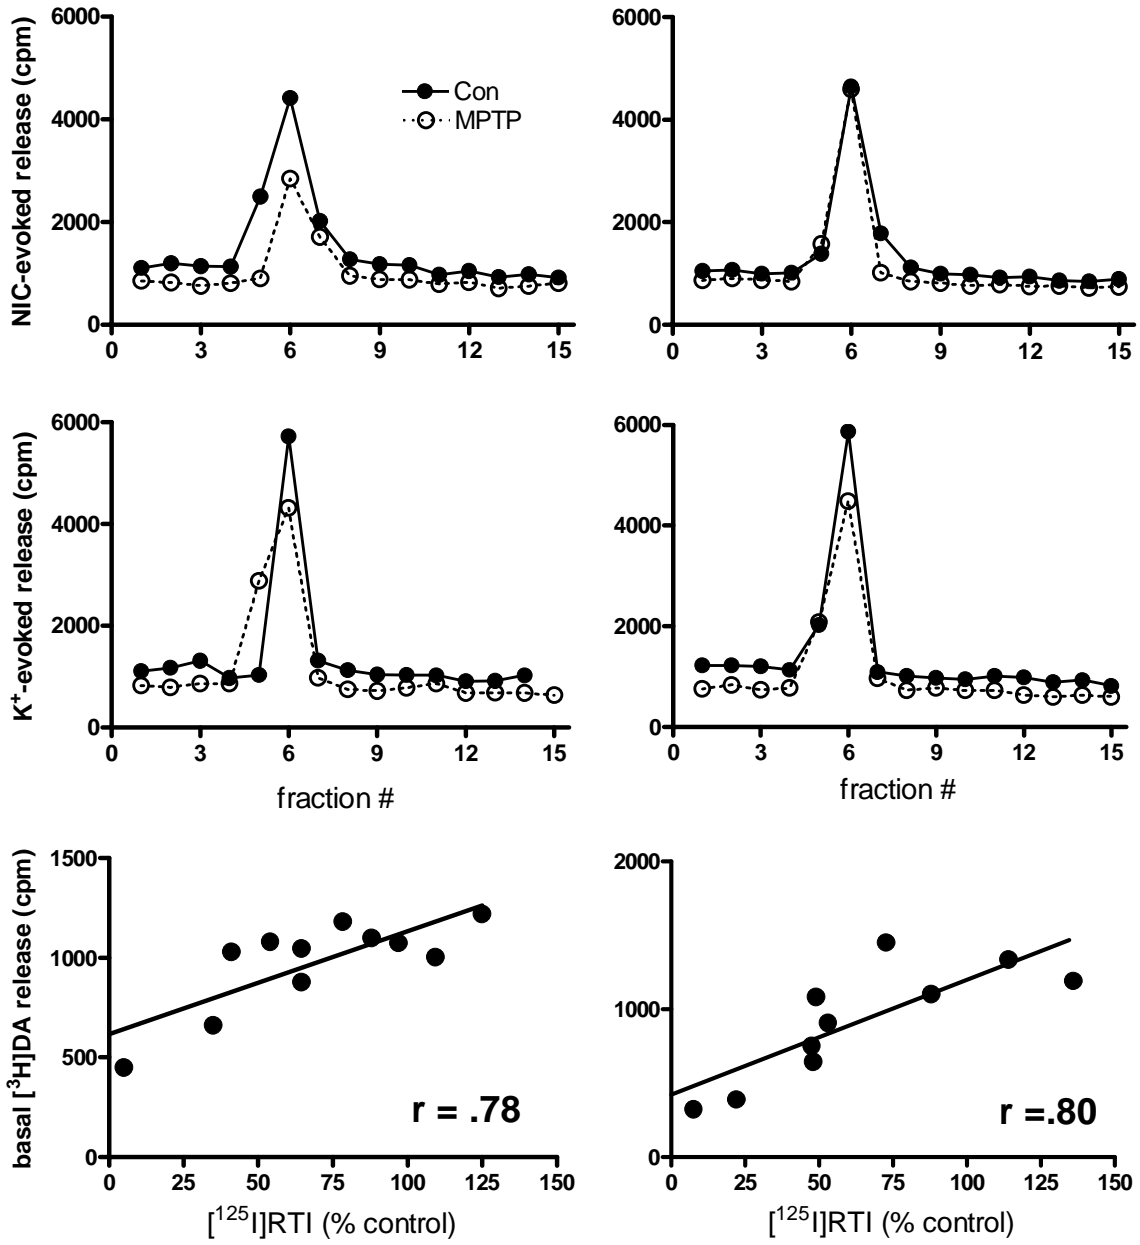 NIC-evoked release (cpm)
6000
4000
2000
0
0 3 6 9 12 15
Con
MPTP
6000
4000
2000
0
0 3 6 9 12 15
K⁺-evoked release (cpm)
6000
4000
2000
0
0 3 6 9 12 15
fraction #
6000
4000
2000
0
0 3 6 9 12 15
fraction #
basal [³H]DA release (cpm)
1500
1000
500
0
0 25 50 75 100 125 150
r = .78
[¹²⁵I]RTI (% control)
2000
1000
0
0 25 50 75 100 125 150
r =.80
[¹²⁵I]RTI (% control)